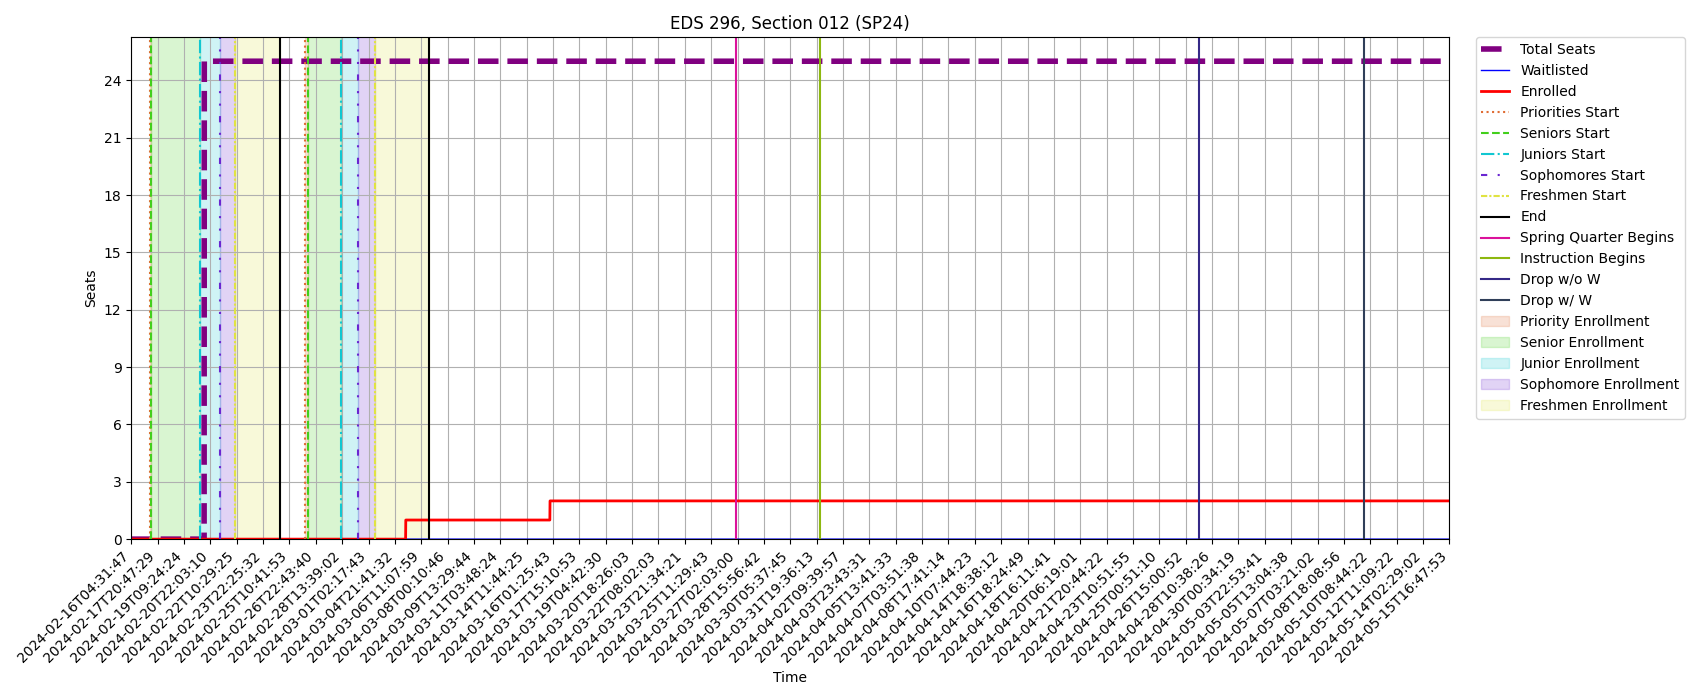 EDS 296, Section 012 (SP24)
Seats
24
21
18
15
12
9
6
3
0
2024-02-16T04:31:47
2024-02-17T20:47:29
2024-02-19T09:24:24
2024-02-20T22:03:10
2024-02-22T10:29:25
2024-02-23T22:25:32
2024-02-25T10:41:53
2024-02-26T22:43:40
2024-02-28T13:39:02
2024-03-01T02:17:43
2024-03-04T21:41:32
2024-03-06T11:07:59
2024-03-08T00:10:46
2024-03-09T13:29:44
2024-03-11T03:48:24
2024-03-14T11:44:25
2024-03-16T01:25:43
2024-03-17T15:10:53
2024-03-19T04:42:30
2024-03-20T18:26:03
2024-03-22T08:02:03
2024-03-23T21:34:21
2024-03-25T11:29:43
2024-03-27T02:03:00
2024-03-28T15:56:42
2024-03-30T05:37:45
2024-03-31T19:36:13
2024-04-02T09:39:57
2024-04-03T23:43:31
2024-04-05T13:41:33
2024-04-07T03:51:38
2024-04-08T17:41:14
2024-04-10T07:44:23
2024-04-14T18:38:12
2024-04-16T18:24:49
2024-04-18T16:11:41
2024-04-20T06:19:01
2024-04-21T20:44:22
2024-04-23T10:51:55
2024-04-25T00:51:10
2024-04-26T15:00:52
2024-04-28T10:38:26
2024-04-30T00:34:19
2024-05-03T22:53:41
2024-05-05T13:04:38
2024-05-07T03:21:02
2024-05-08T18:08:56
2024-05-10T08:44:22
2024-05-12T11:09:22
2024-05-14T02:29:02
2024-05-15T16:47:53
Time
Total Seats
Waitlisted
Enrolled
Priorities Start
Seniors Start
Juniors Start
Sophomores Start
Freshmen Start
End
Spring Quarter Begins
Instruction Begins
Drop w/o W
Drop w/ W
Priority Enrollment
Senior Enrollment
Junior Enrollment
Sophomore Enrollment
Freshmen Enrollment